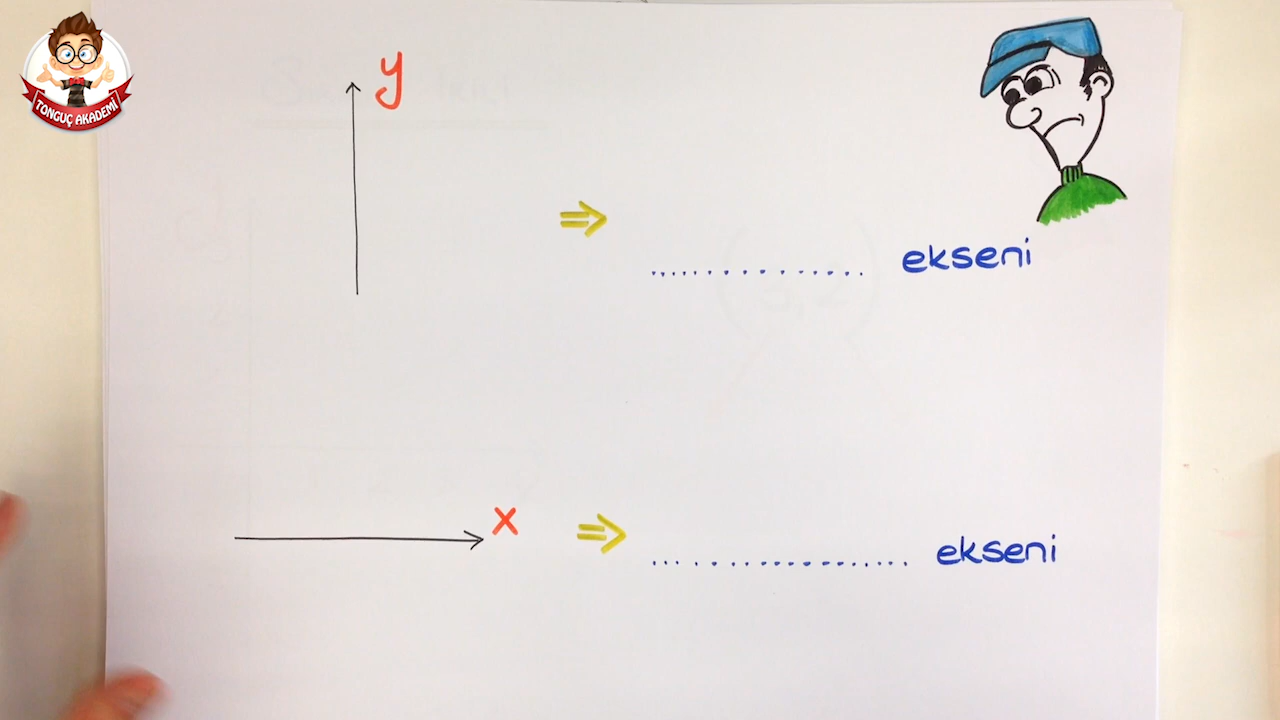 TONGUÇ AKADEMİ
y
⇒ .................. ekseni
x
⇒ .................. ekseni